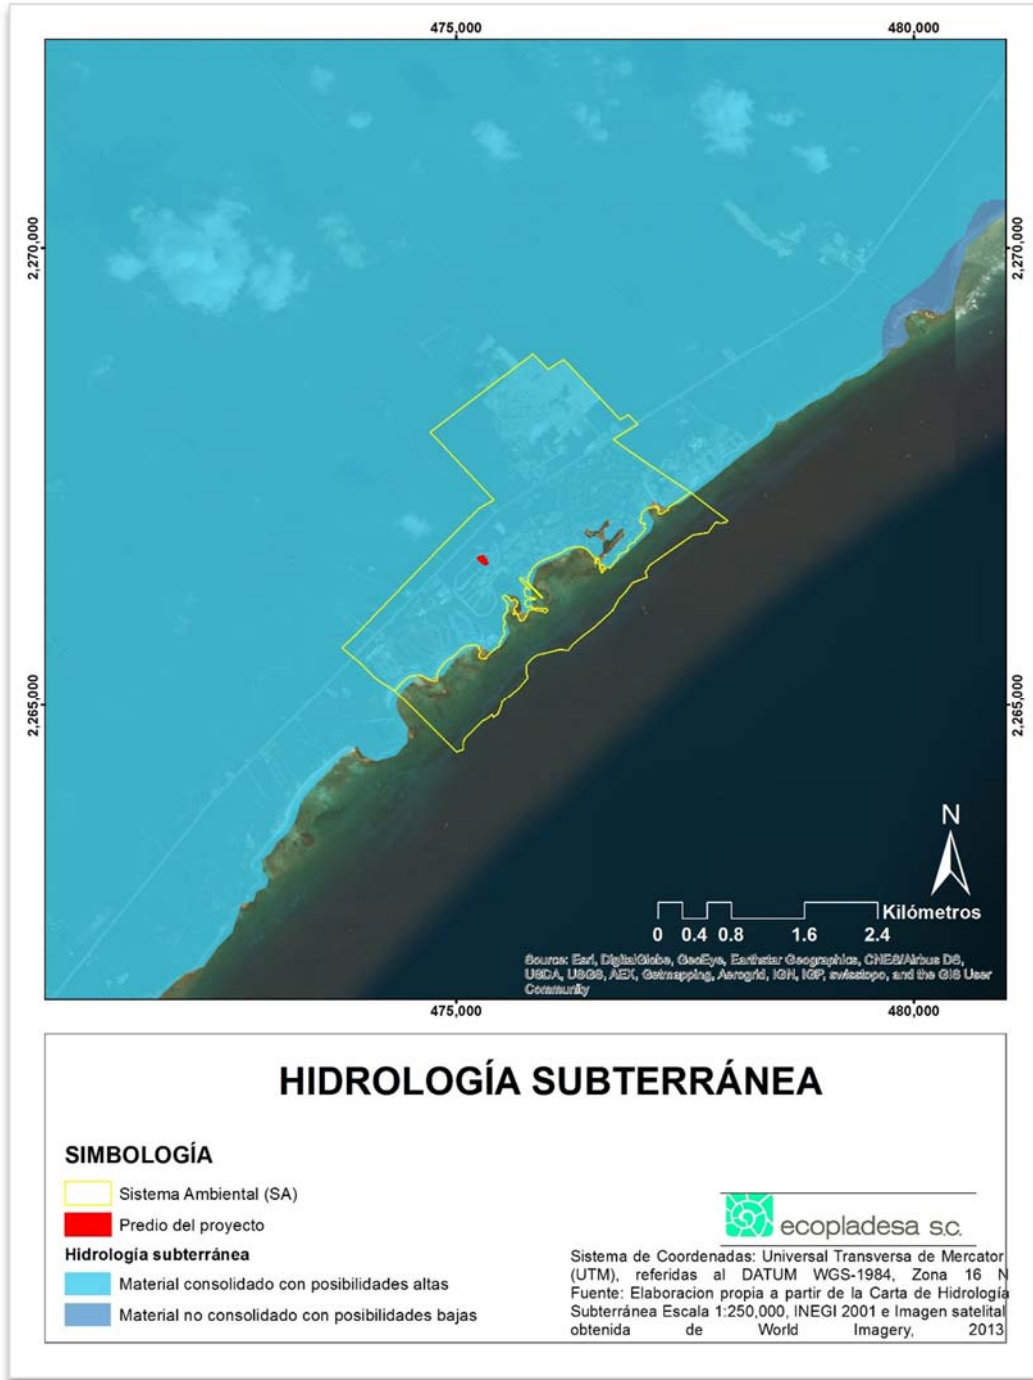 475,000 480,000
2,270,000 2,270,000
2,265,000 2,265,000
N
Kilómetros
0 0.4 0.8 1.6 2.4
Source: Esri, DigitalGlobe, GeoEye, Earthstar Geographics, CNES/Airbus DS,
USDA, USGS, AEX, Getmapping, Aerogrid, IGN, IGP, swisstopo, and the GIS User
Community
475,000 480,000
HIDROLOGÍA SUBTERRÁNEA
SIMBOLOGÍA
Sistema Ambiental (SA)
Predio del proyecto
Hidrología subterránea
Material consolidado con posibilidades altas
Material no consolidado con posibilidades bajas
ecopladesa s.c.
Sistema de Coordenadas: Universal Transversa de Mercator
(UTM), referidas al DATUM WGS-1984, Zona 16 N
Fuente: Elaboracion propia a partir de la Carta de Hidrología
Subterránea Escala 1:250,000, INEGI 2001 e Imagen satelital
obtenida de World Imagery, 2013